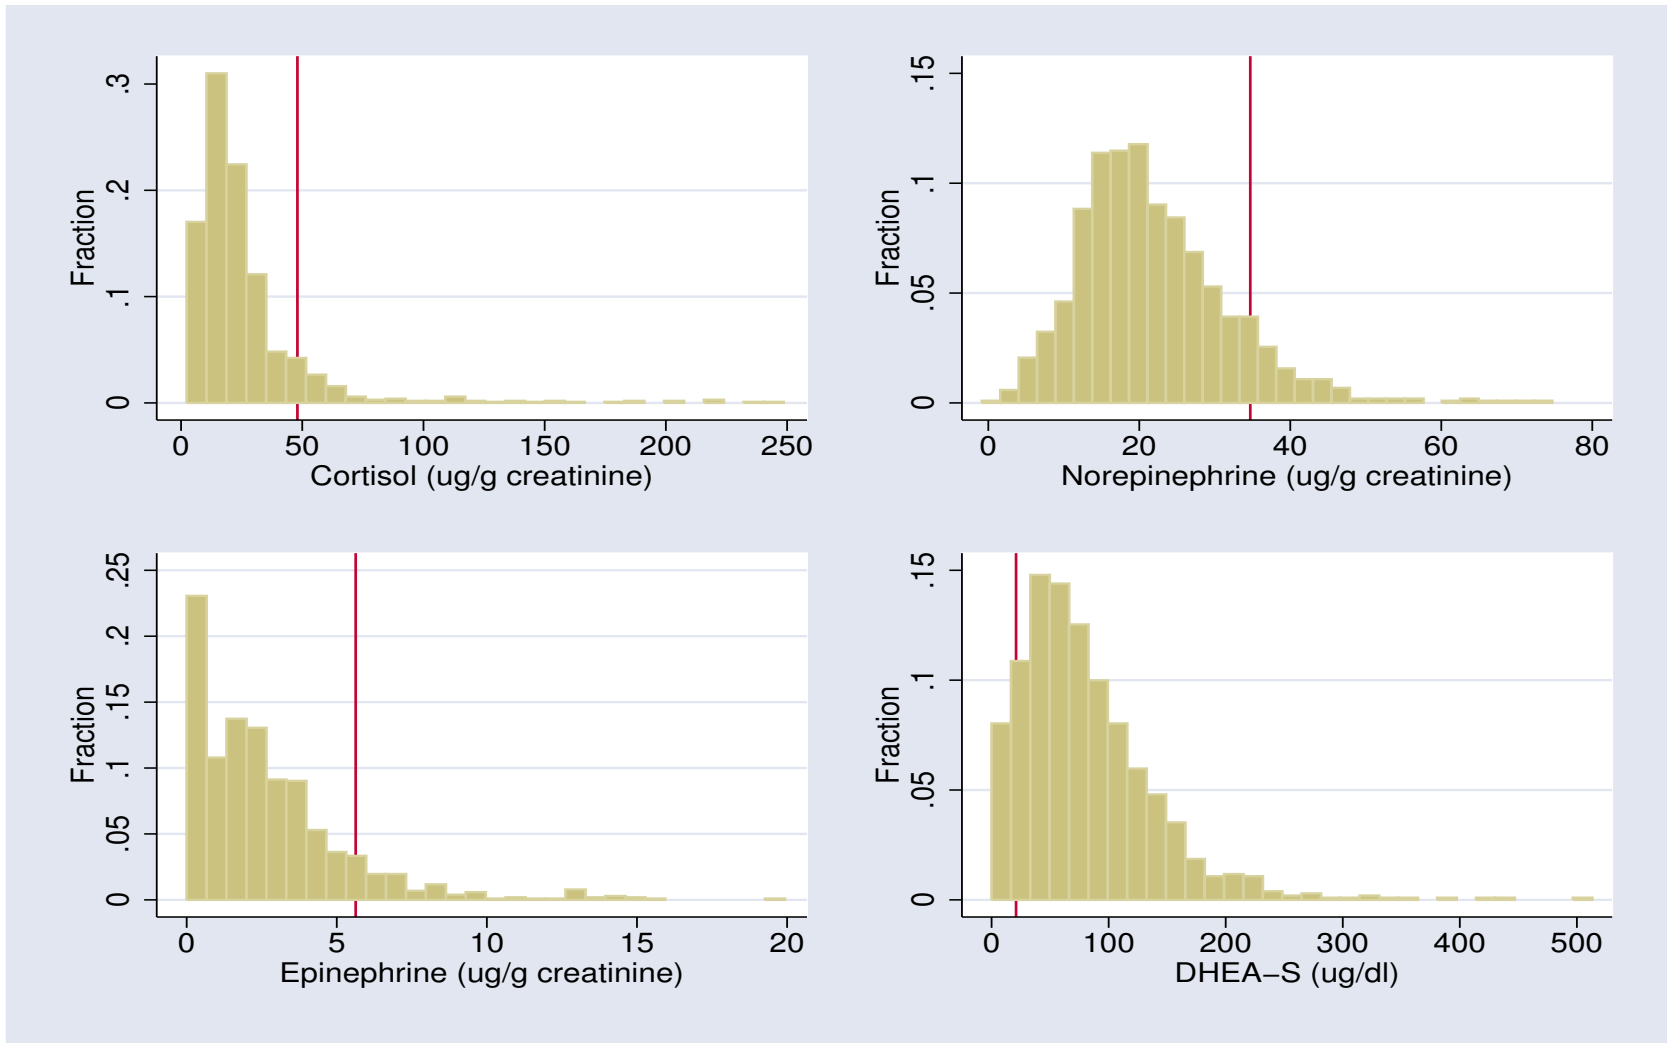 Fraction
.3
.2
.1
0
0 50 100 150 200 250
Cortisol (ug/g creatinine)
Fraction
.15
.1
.05
0
0 20 40 60 80
Norepinephrine (ug/g creatinine)
Fraction
.25
.2
.15
.1
.05
0
0 5 10 15 20
Epinephrine (ug/g creatinine)
Fraction
.15
.1
.05
0
0 100 200 300 400 500
DHEA−S (ug/dl)